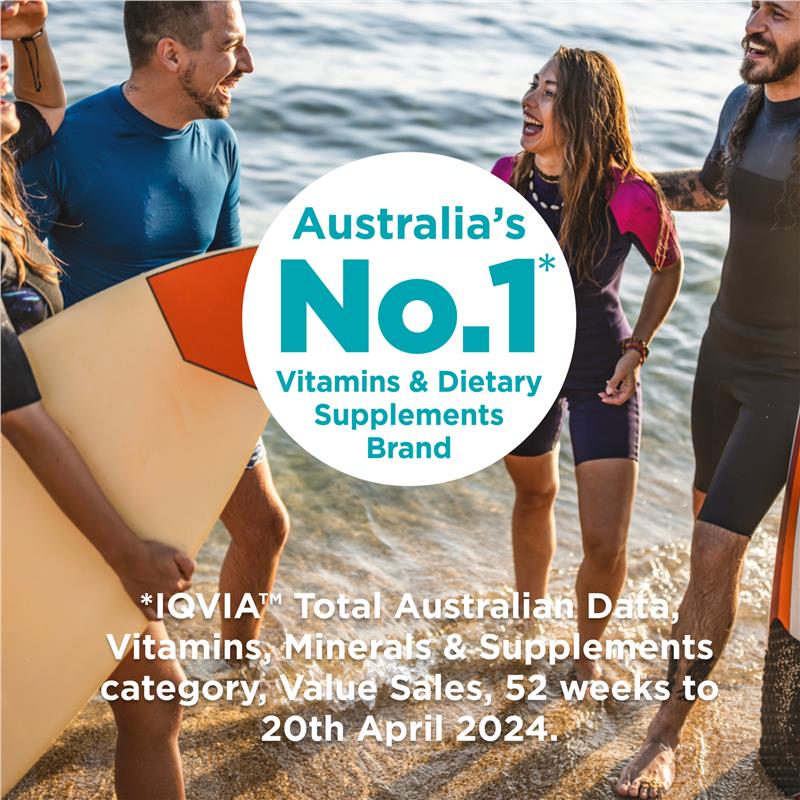 Australia's
No.1*
Vitamins & Dietary
Supplements
Brand
*IQVIA™ Total Australian Data,
Vitamins, Minerals & Supplements
category, Value Sales, 52 weeks to
20th April 2024.